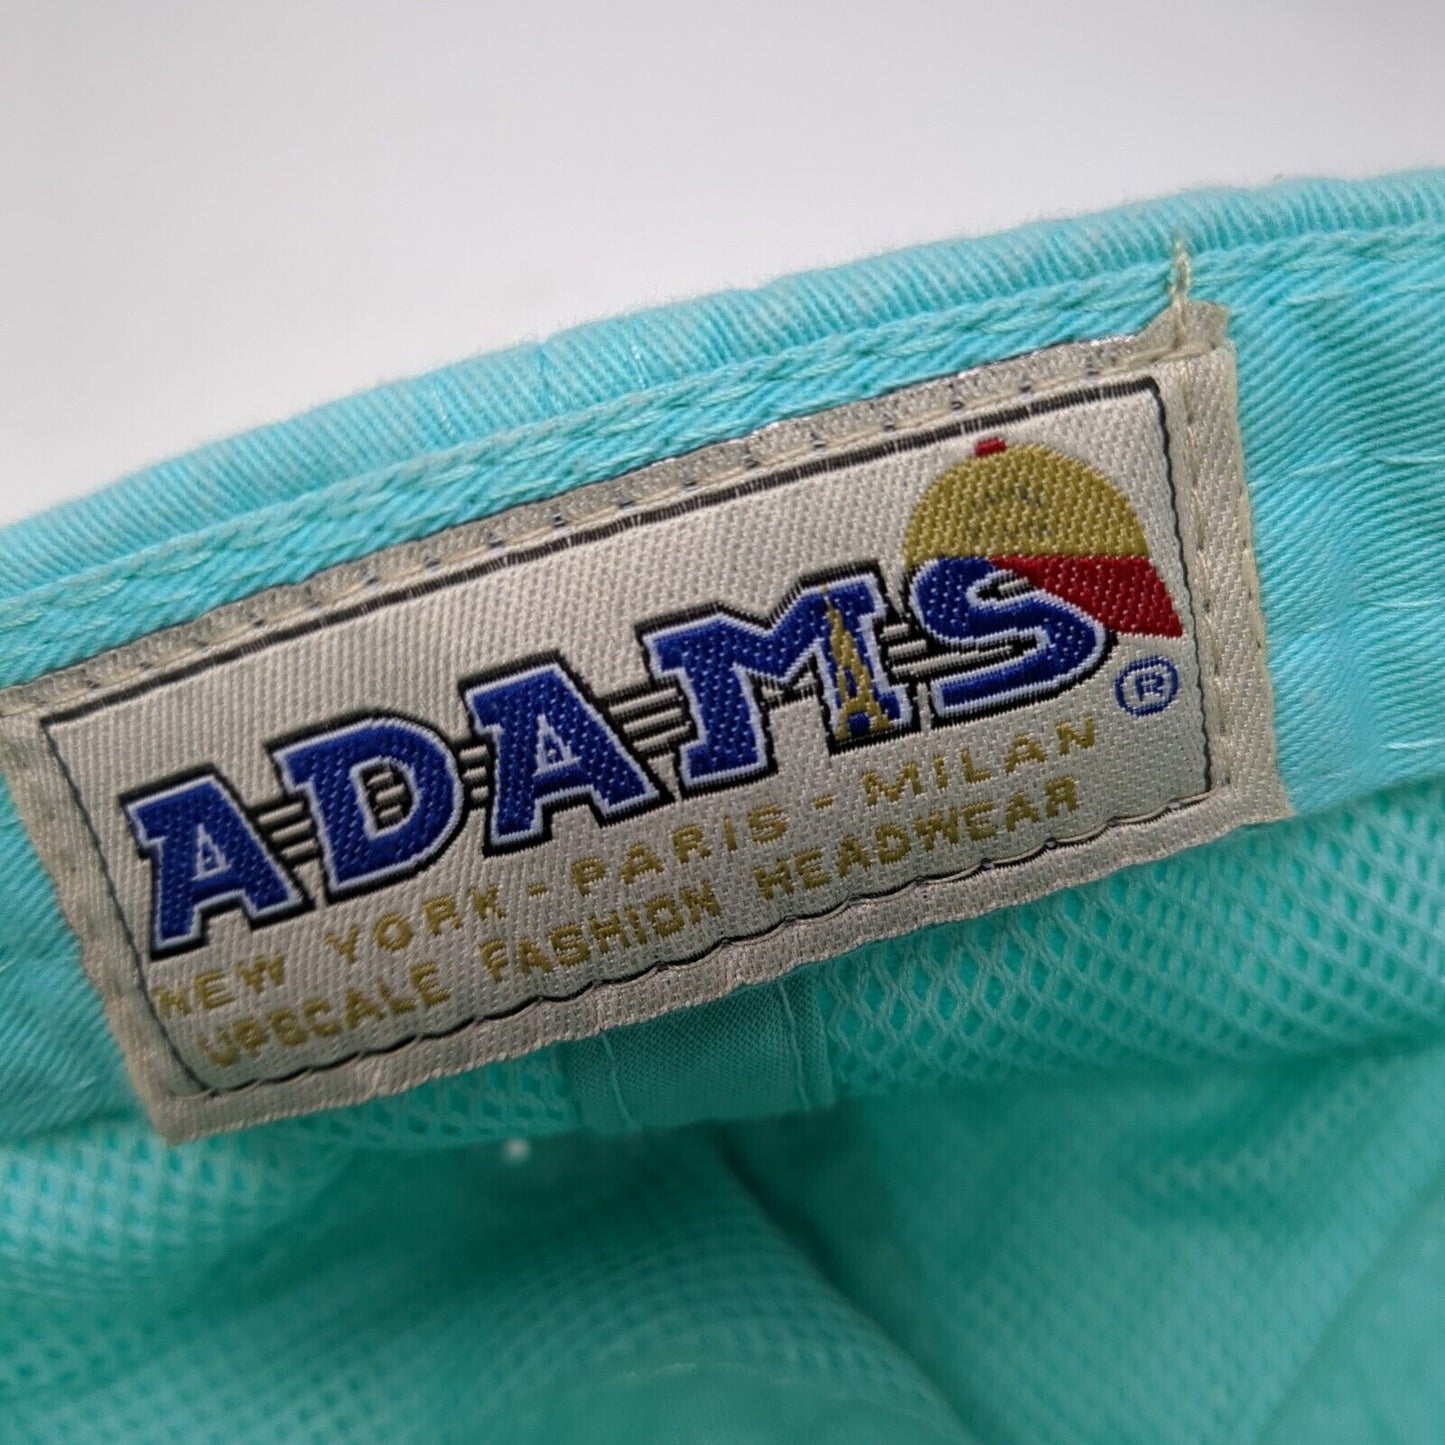 ADAMS ®
NEW YORK - PARIS - MILAN
UPSCALE FASHION HEADWEAR